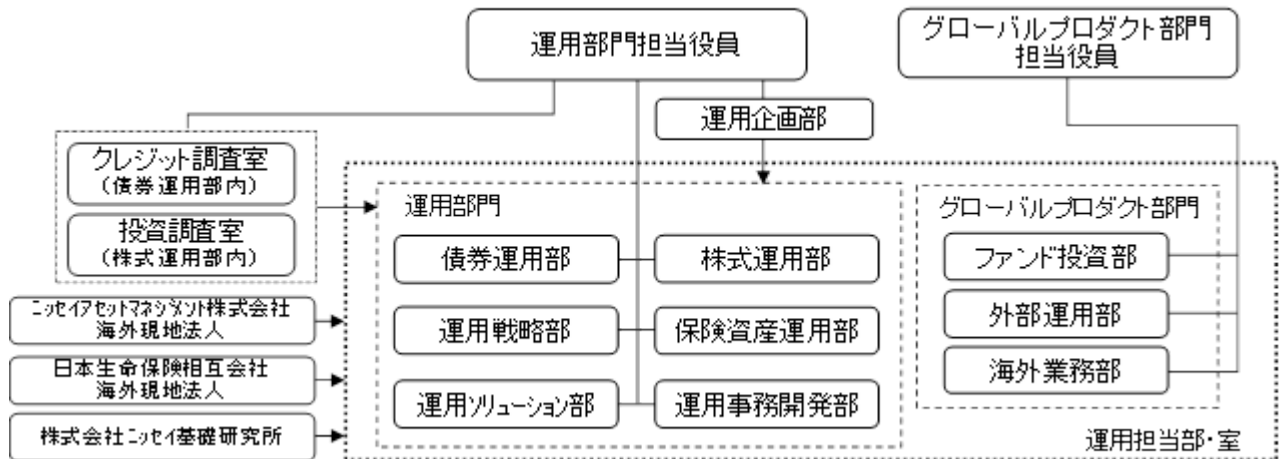 運用部門担当役員
グローバルプロダクト部門
担当役員
運用企画部
クレジット調査室
（債券運用部内）
投資調査室
（株式運用部内）
運用部門
債券運用部
株式運用部
運用戦略部
保険資産運用部
運用ソリューション部
運用事務開発部
グローバルプロダクト部門
ファンド投資部
外部運用部
海外業務部
ニッセイアセットマネジメント株式会社
海外現地法人
日本生命保険相互会社
海外現地法人
株式会社ニッセイ基礎研究所
運用担当部・室